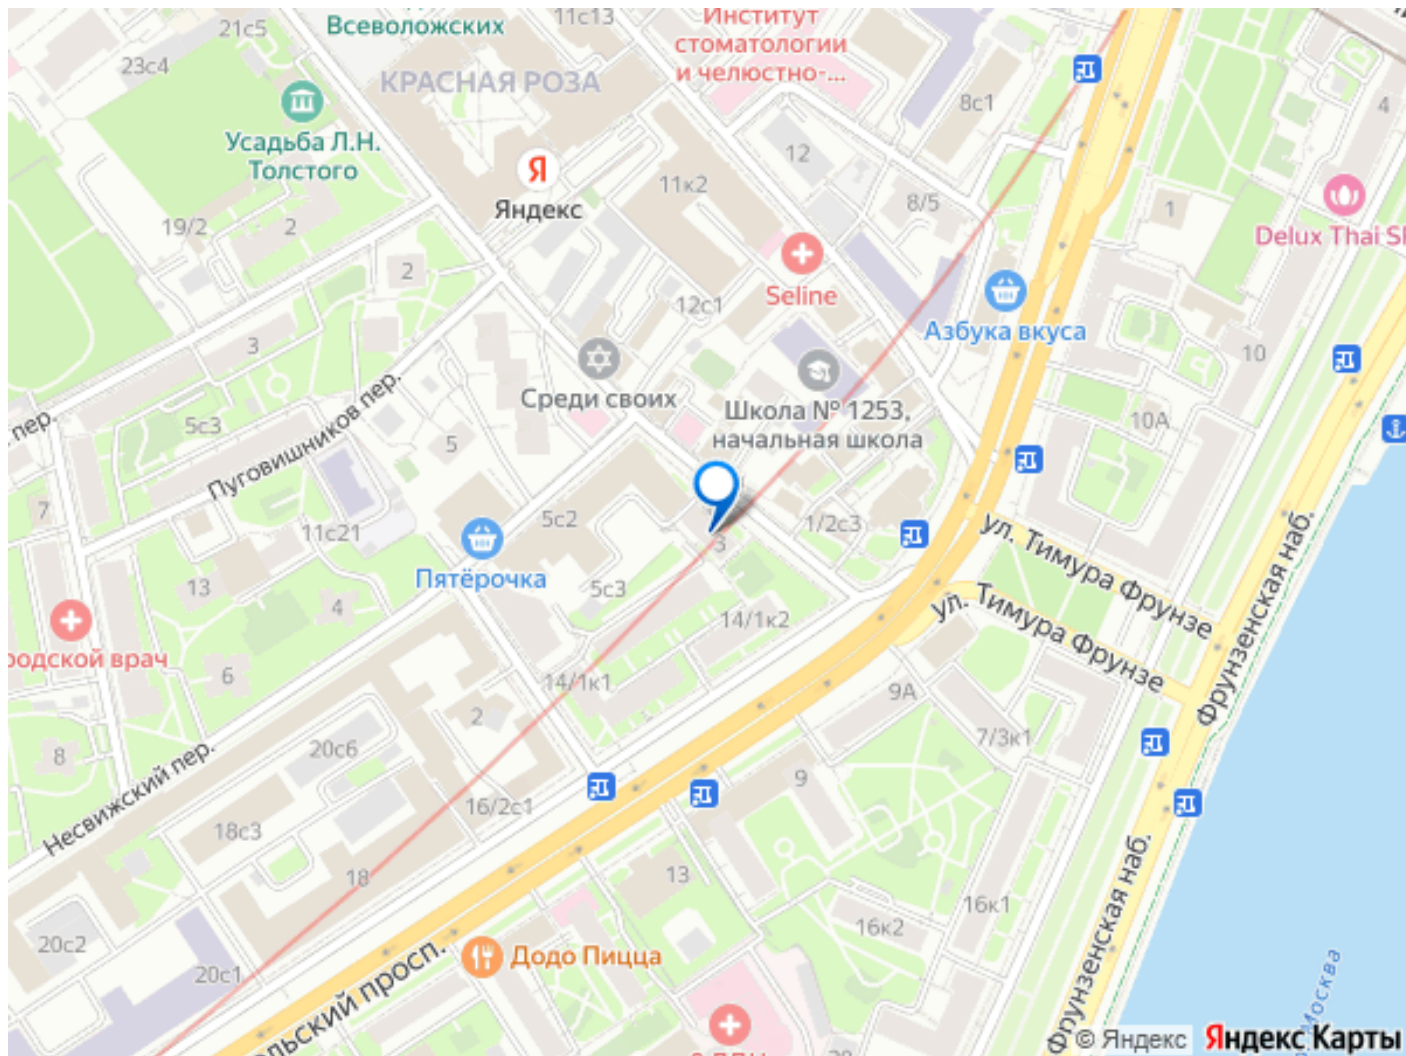 Всеволожских
21с5
11с13
Институт
стоматологии
и челюстно-...
23с4
КРАСНАЯ РОЗА
8с1
4
Усадьба Л.Н.
Толстого
12
Я
Яндекс
11к2
8/5
1
19/2
2
Delux Thai
2
Seline
12с1
Азбука вкуса
3
10
Среди своих
Школа № 1253,
начальная школа
10А
пер.
5с3
Пуговишников пер.
5
7
11с21
5с2
1/2с3
ул. Тимура Фрунзе
3
Пятёрочка
13
4
5с3
14/1к2
ул. Тимура Фрунзе
Фрунзенская наб.
родской врач
6
14/1к1
9А
2
7/3к1
8
20с6
Несвижский пер.
9
16/2с1
18с3
18
13
16к1
16к2
20с2
20с1
Додо Пицца
ольский просп.
Фрунзенская наб.
Москва
© Яндекс
Яндекс Карты